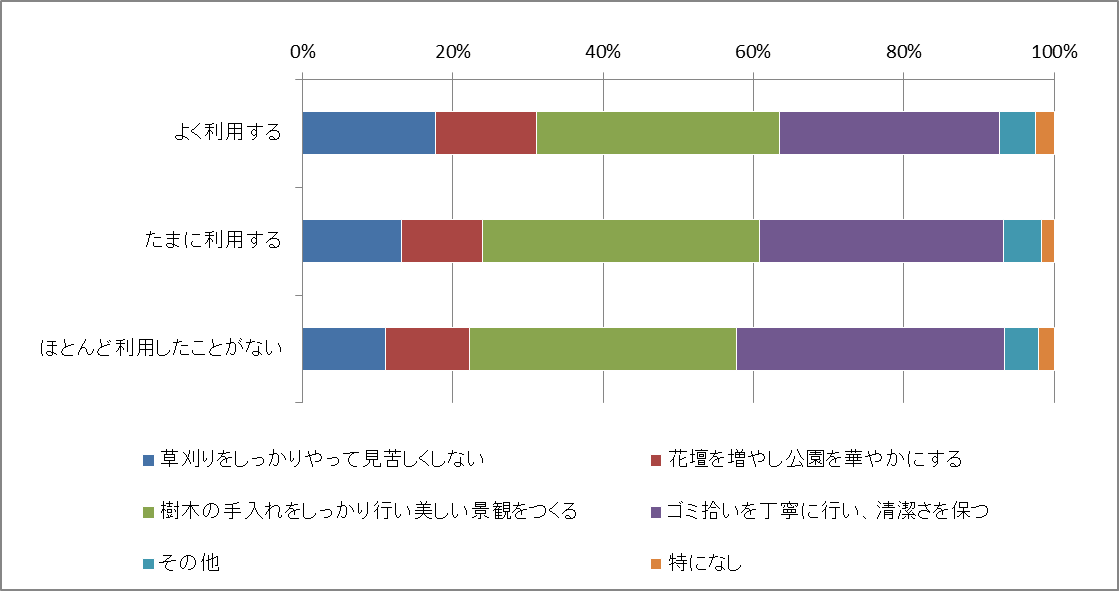 0% 20% 40% 60% 80% 100%
よく利用する
たまに利用する
ほとんど利用したことがない
草刈りをしっかりやって見苦しくしない 花壇を増やし公園を華やかにする
樹木の手入れをしっかり行い美しい景観をつくる ゴミ拾いを丁寧に行い、清潔さを保つ
その他 特になし